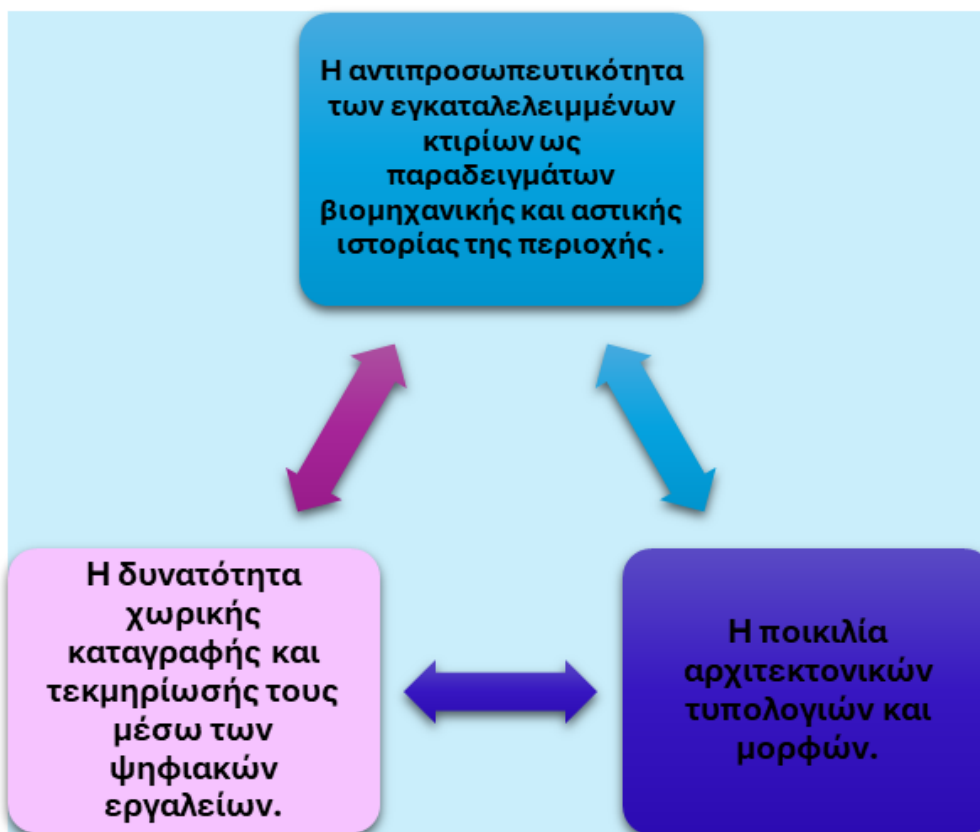 Η αντιπροσωπευτικότητα
των εγκαταλελειμμένων
κτιρίων ως
παραδειγμάτων
βιομηχανικής και αστικής
ιστορίας της περιοχής .
Η δυνατότητα
χωρικής
καταγραφής και
τεκμηρίωσής τους
μέσω των
ψηφιακών
εργαλείων.
Η ποικιλία
αρχιτεκτονικών
τυπολογιών και
μορφών.